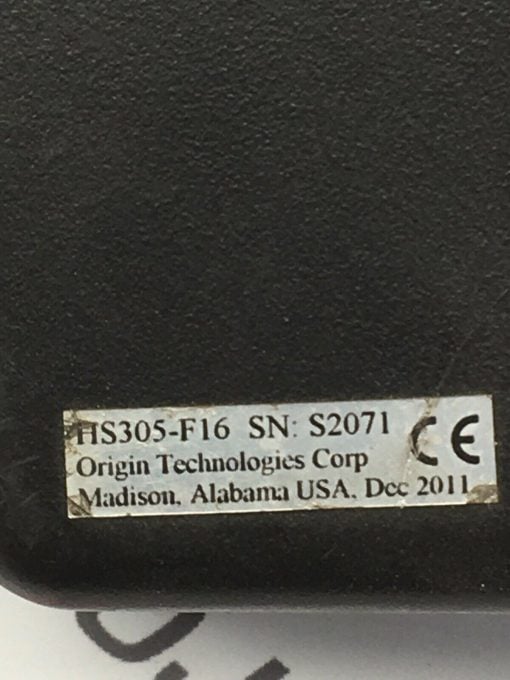 HS305-F16 SN: S2071 CE
Origin Technologies Corp
Madison, Alabama USA, Dec 2011